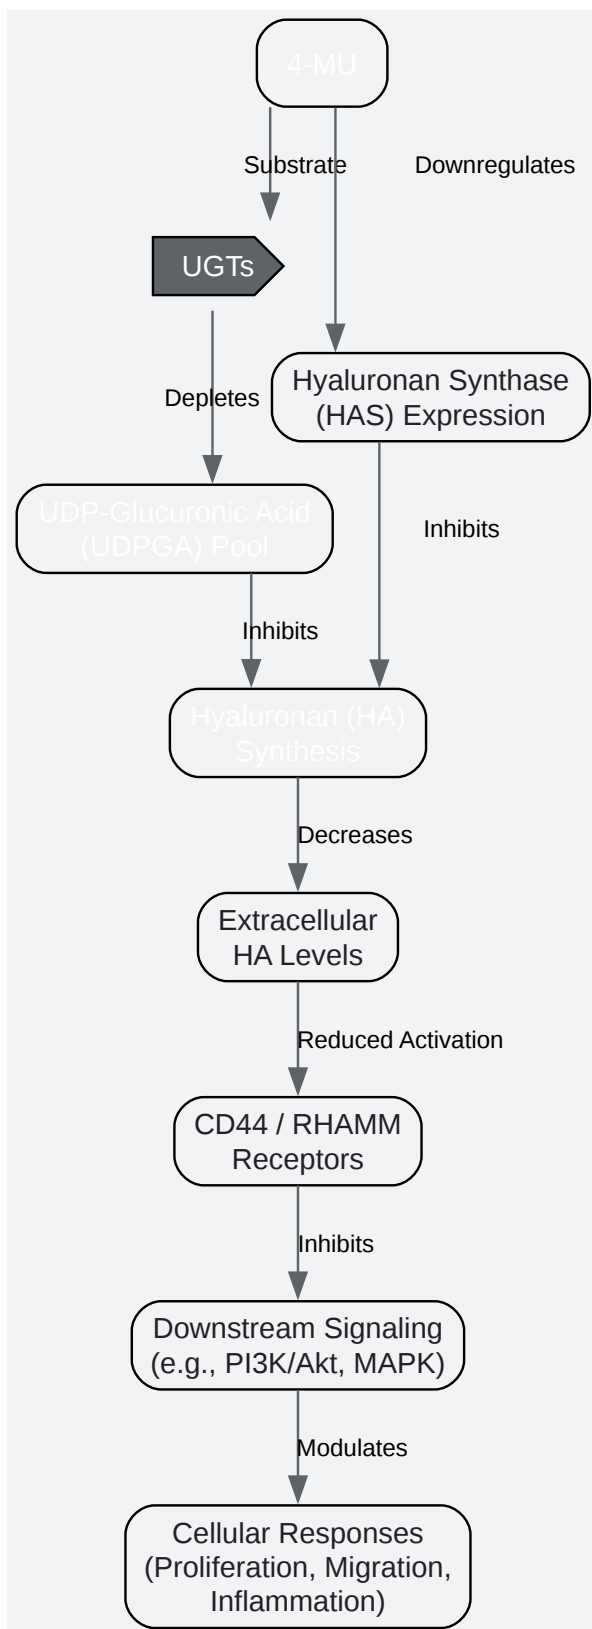 4-MU
Substrate
Downregulates
UGTs
Depletes
Hyaluronan Synthase
(HAS) Expression
UDP-Glucuronic Acid
(UDPGA) Pool
Inhibits
Inhibits
Hyaluronan (HA)
Synthesis
Decreases
Extracellular
HA Levels
Reduced Activation
CD44 / RHAMM
Receptors
Inhibits
Downstream Signaling
(e.g., PI3K/Akt, MAPK)
Modulates
Cellular Responses
(Proliferation, Migration,
Inflammation)